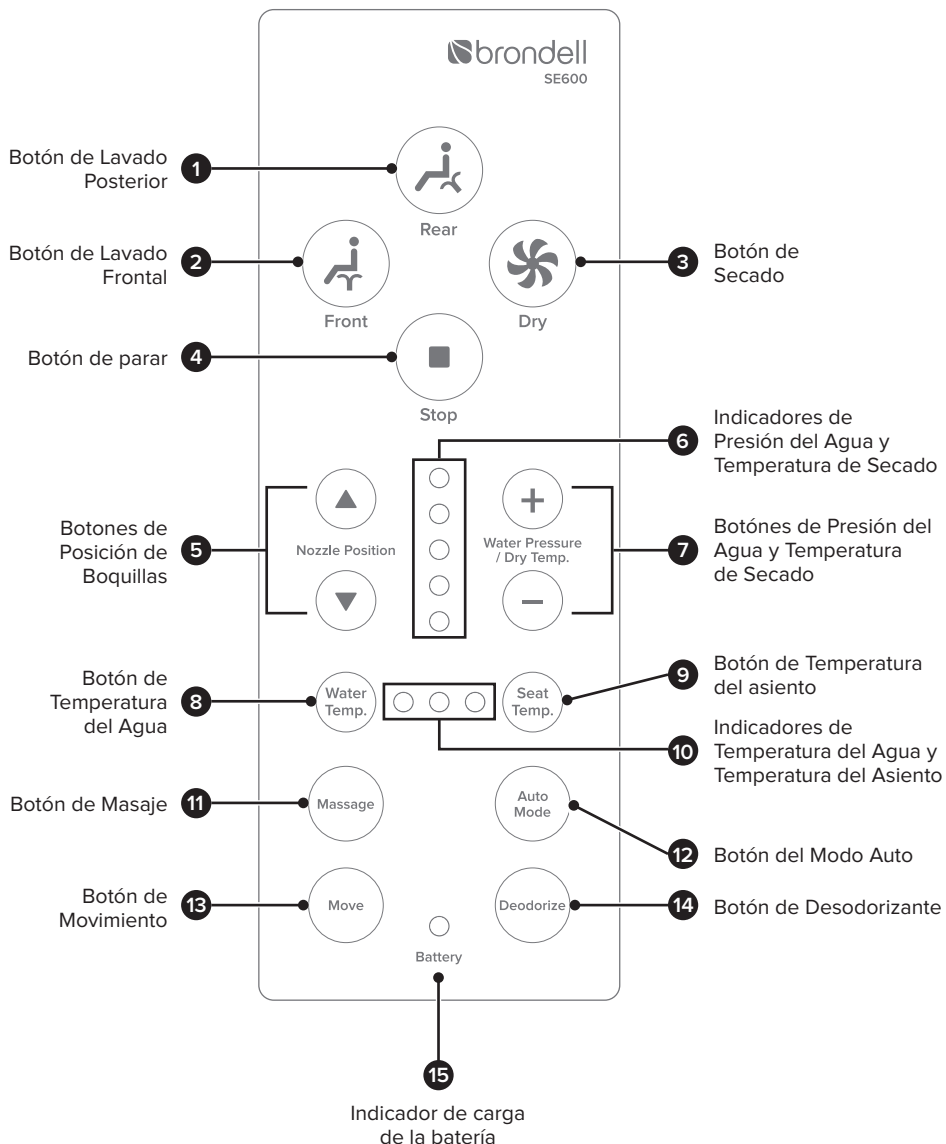 brondell
SE600
Botón de Lavado
Posterior
1
Rear
Botón de Lavado
Frontal
2
Front
3
Botón de
Secado
Dry
Botón de parar
4
Stop
6
Indicadores de
Presión del Agua y
Temperatura de Secado
Botones de
Posición de
Boquillas
5
Nozzle Position
Water Pressure
/ Dry Temp.
7
Botónes de Presión del
Agua y Temperatura
de Secado
Botón de
Temperatura
del Agua
8
Water
Temp.
Seat
Temp.
9
Botón de Temperatura
del asiento
10
Indicadores de
Temperatura del Agua y
Temperatura del Asiento
Botón de Masaje
11
Massage
Auto
Mode
12
Botón del Modo Auto
Botón de
Movimiento
13
Move
Deodorize
14
Botón de Desodorizante
Battery
15
Indicador de carga
de la batería